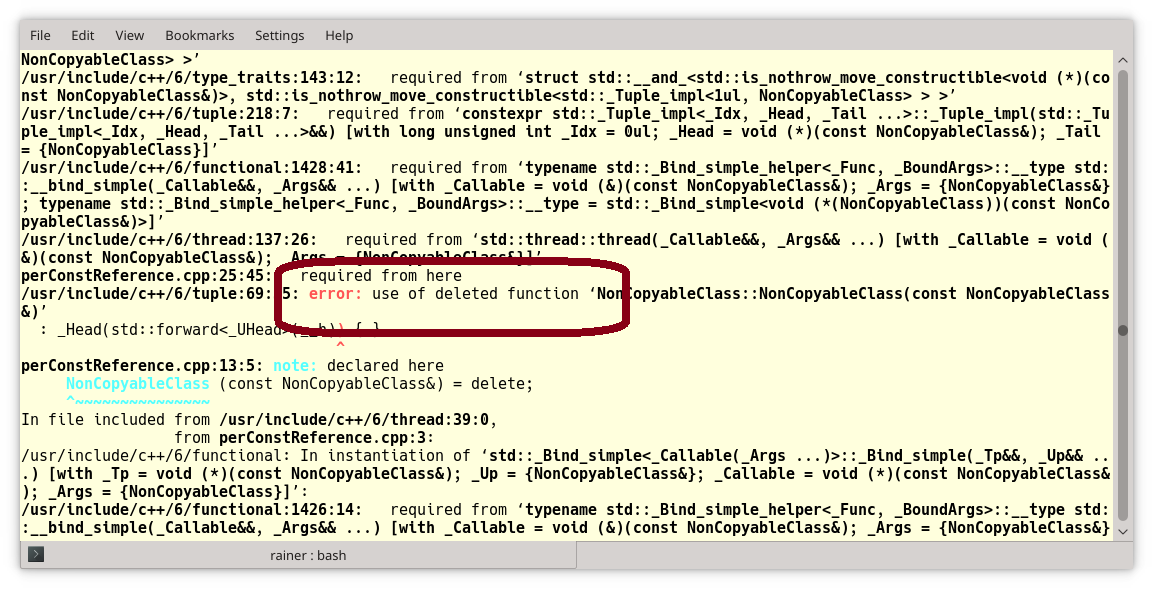 File Edit View Bookmarks Settings Help
NonCopyableClass> >’
/usr/include/c++/6/type_traits:143:12:   required from ‘struct std::__and_<std::is_nothrow_move_constructible<void (*)(co
nst NonCopyableClass&)>, std::is_nothrow_move_constructible<std::_Tuple_impl<1ul, NonCopyableClass> > >’
/usr/include/c++/6/tuple:218:7:   required from ‘constexpr std::_Tuple_impl<_Idx, _Head, _Tail ...>::_Tuple_impl(std::_Tu
ple_impl<_Idx, _Head, _Tail ...>&&) [with long unsigned int _Idx = 0ul; _Head = void (*)(const NonCopyableClass&); _Tail
= {NonCopyableClass}]’
/usr/include/c++/6/functional:1428:41:   required from ‘typename std::_Bind_simple_helper<_Func, _BoundArgs>::__type std:
:__bind_simple(_Callable&&, _Args&& ...) [with _Callable = void (&)(const NonCopyableClass&); _Args = {NonCopyableClass&}
; typename std::_Bind_simple_helper<_Func, _BoundArgs>::__type = std::_Bind_simple<void (*(NonCopyableClass))(const NonCo
pyableClass&)>]’
/usr/include/c++/6/thread:137:26:   required from ‘std::thread::thread(_Callable&&, _Args&& ...) [with _Callable = void (
&)(const NonCopyableClass&); _Args = {NonCopyableClass&}]’
perConstReference.cpp:25:45:   required from here
/usr/include/c++/6/tuple:69: 5: error: use of deleted function ‘NonCopyableClass::NonCopyableClass(const NonCopyableClass
&)’
  : _Head(std::forward<_UHead>(__h)) { }
^
perConstReference.cpp:13:5: note: declared here
     NonCopyableClass (const NonCopyableClass&) = delete;
     ^~~~~~~~~~~~~~~~
In file included from /usr/include/c++/6/thread:39:0,
                 from perConstReference.cpp:3:
/usr/include/c++/6/functional: In instantiation of ‘std::_Bind_simple<_Callable(_Args ...)>::_Bind_simple(_Tp&&, _Up&& ..
.) [with _Tp = void (*)(const NonCopyableClass&); _Up = {NonCopyableClass&}; _Callable = void (*)(const NonCopyableClass&
); _Args = {NonCopyableClass}]’:
/usr/include/c++/6/functional:1426:14:   required from ‘typename std::_Bind_simple_helper<_Func, _BoundArgs>::__type std:
:__bind_simple(_Callable&&, _Args&& ...) [with _Callable = void (&)(const NonCopyableClass&); _Args = {NonCopyableClass&}
rainer : bash